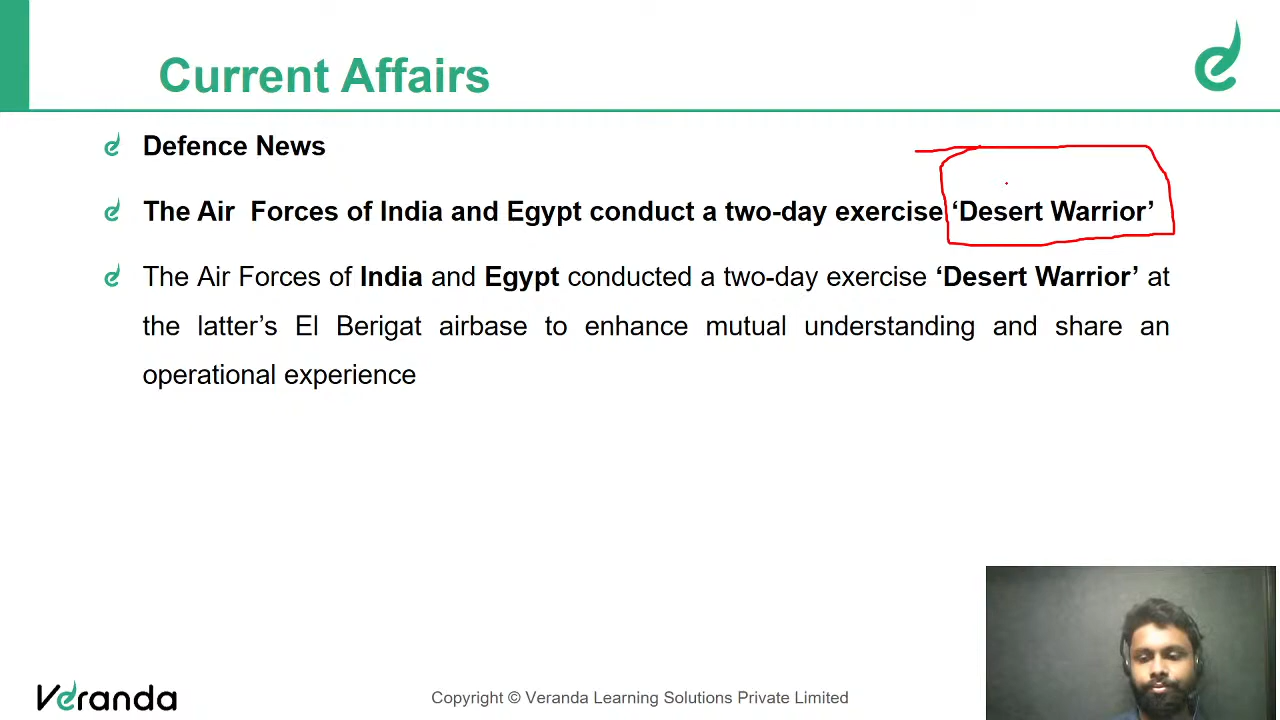 Current Affairs
Defence News
The Air Forces of India and Egypt conduct a two-day exercise ‘Desert Warrior’
The Air Forces of India and Egypt conducted a two-day exercise ‘Desert Warrior’ at
the latter’s El Berigat airbase to enhance mutual understanding and share an
operational experience
Veranda
Copyright © Veranda Learning Solutions Private Limited